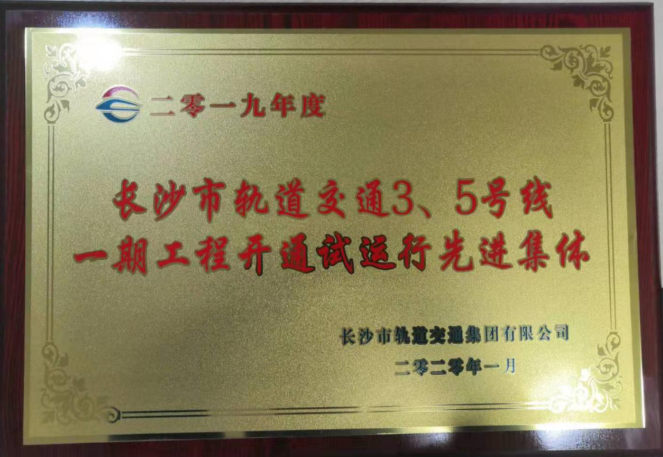 二零一九年度
长沙市轨道交通3、5号线
一期工程开通试运行先进集体
长沙市轨道交通集团有限公司
二零二零年一月